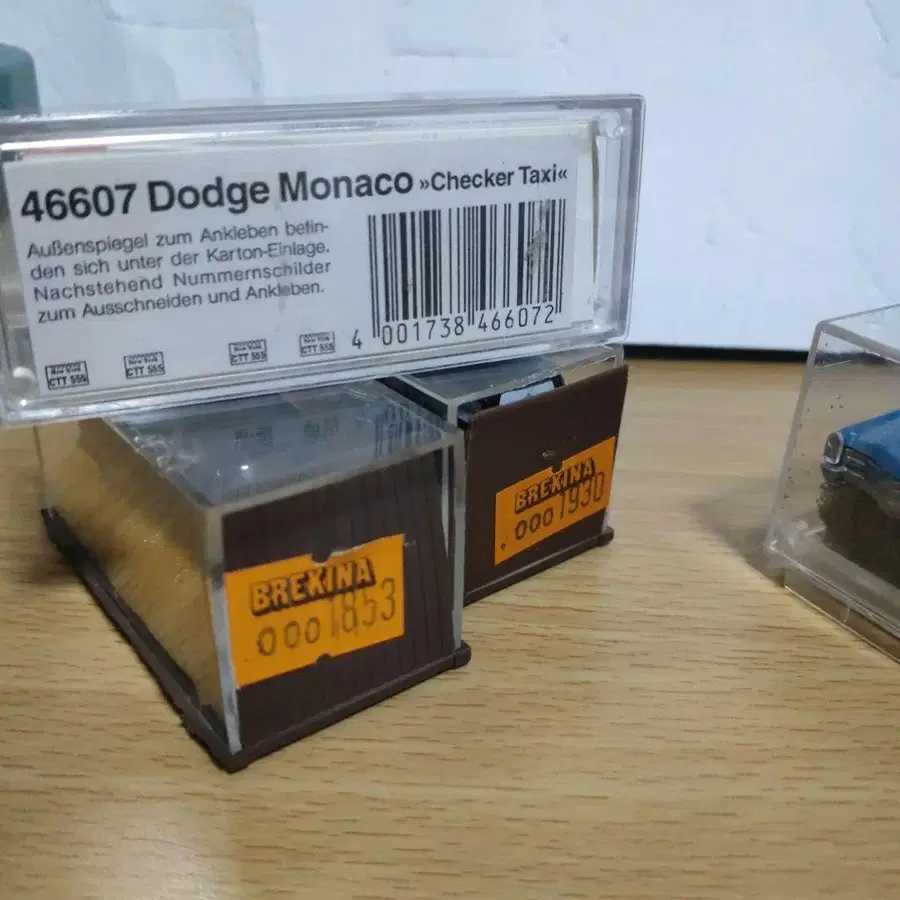 46607 Dodge Monaco »Checker Taxi«
Außenspiegel zum Ankleben befin-
den sich unter der Karton-Einlage.
Nachstehend Nummernschilder
zum Ausschneiden und Ankleben.
CTT 555
CTT 555
CTT 555
CTT 555
4 001738 466072
BREKINA
.0001930
BREKINA
0001853